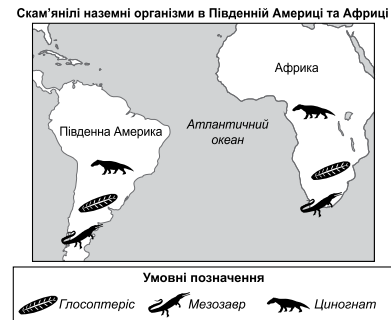 Скам'янілі наземні організми в Південній Америці та Африці
Африка
Атлантичний
океан
Південна Америка
Умовні позначення
Глосоптеріс
Мезозавр
Циногнат